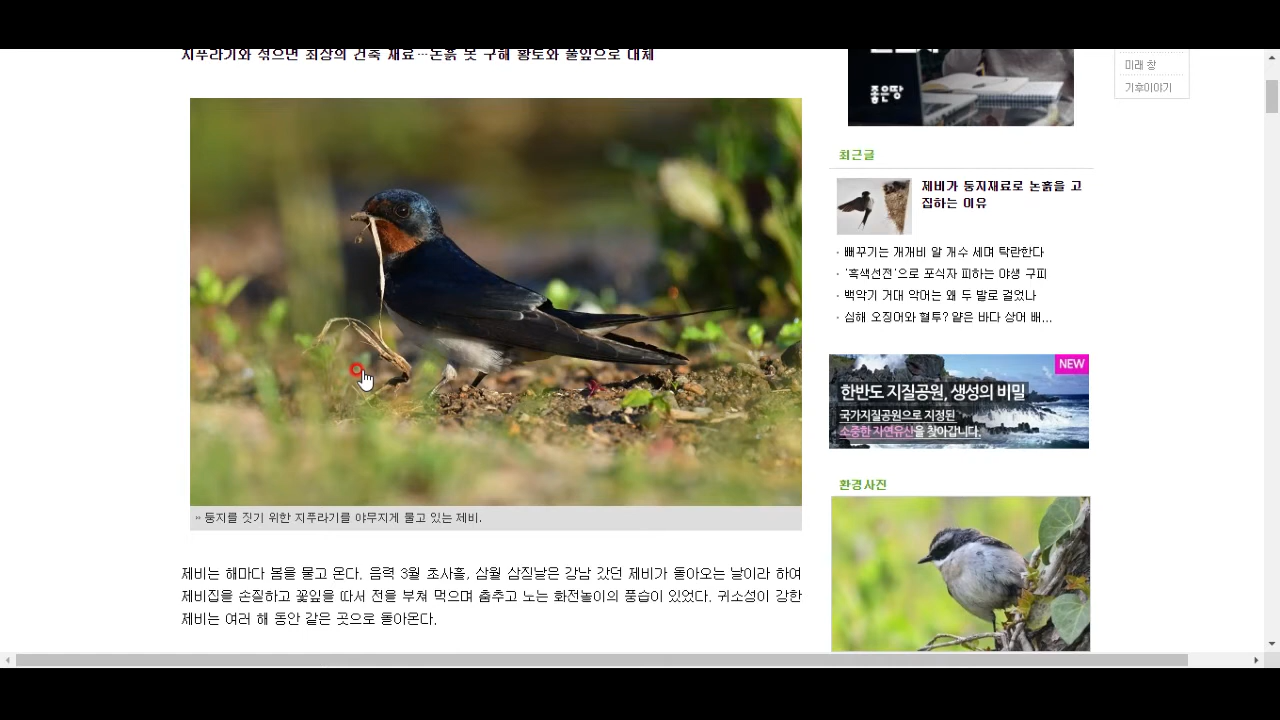 지푸라기와 섞으면 최상의 건축 재료…논흙 못 구해 황토와 풀잎으로 대체
» 둥지를 짓기 위한 지푸라기를 야무지게 물고 있는 제비.
제비는 해마다 봄을 물고 온다. 음력 3월 초사흘, 삼월 삼짇날은 강남 갔던 제비가 돌아오는 날이라 하여
제비집을 손질하고 꽃잎을 따서 전을 부쳐 먹으며 춤추고 노는 화전놀이의 풍습이 있었다. 귀소성이 강한
제비는 여러 해 동안 같은 곳으로 돌아온다.
좋은땅
최근글
제비가 둥지재료로 논흙을 고
집하는 이유
뻐꾸기는 개개비 알 개수 세며 탁란한다
'흑색선전'으로 포식자 피하는 야생 구피
백악기 거대 악어는 왜 두 발로 걸었나
심해 오징어와 혈투? 얕은 바다 상어 배...
NEW
한반도 지질공원, 생성의 비밀
국가지질공원으로 지정된
소중한 자연유산을 찾아갑니다.
환경사진
미래 창
기후이야기